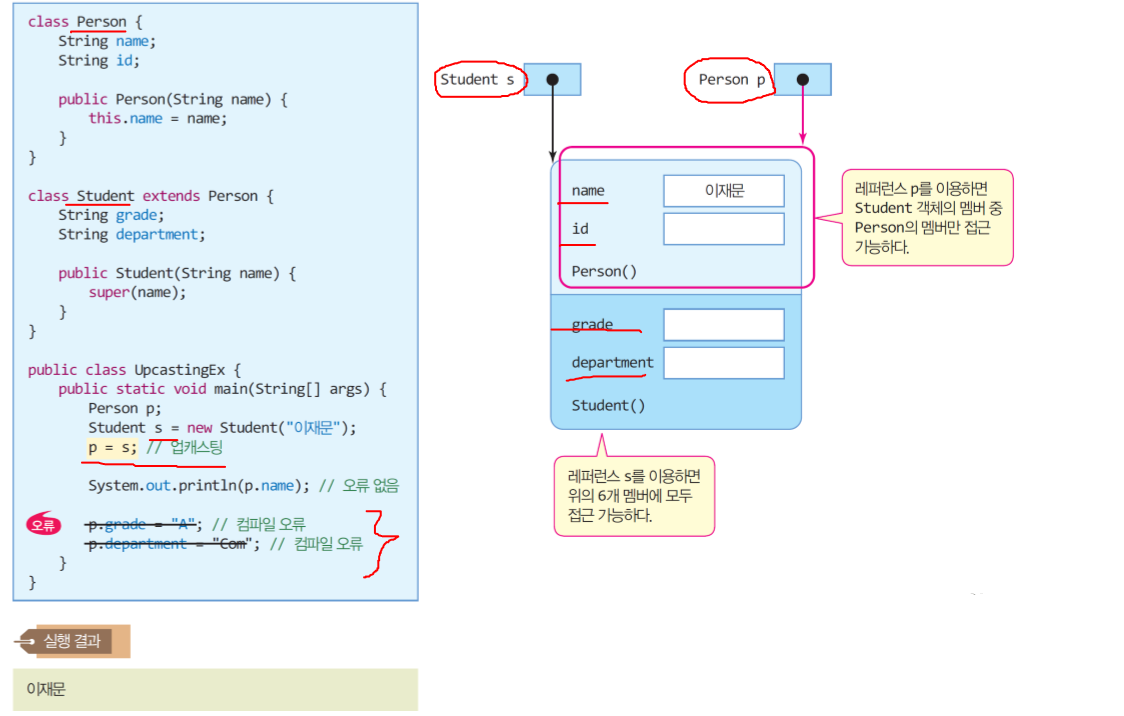 class Person {
String name;
String id;
public Person(String name) {
this.name = name;
}
}
class Student extends Person {
String grade;
String department;
public Student(String name) {
super(name);
}
}
public class UpcastingEx {
public static void main(String[] args) {
Person p;
Student s = new Student("이재문");
p = s; // 업캐스팅
System.out.println(p.name); // 오류 없음
오류
p.grade = "A"; // 컴파일 오류
p.department = "Com"; // 컴파일 오류
}
}
실행 결과
이재문
Student s
Person p
name
이재문
id
Person()
grade
department
Student()
레퍼런스 p를 이용하면
Student 객체의 멤버 중
Person의 멤버만 접근
가능하다.
레퍼런스 s를 이용하면
위의 6개 멤버에 모두
접근 가능하다.